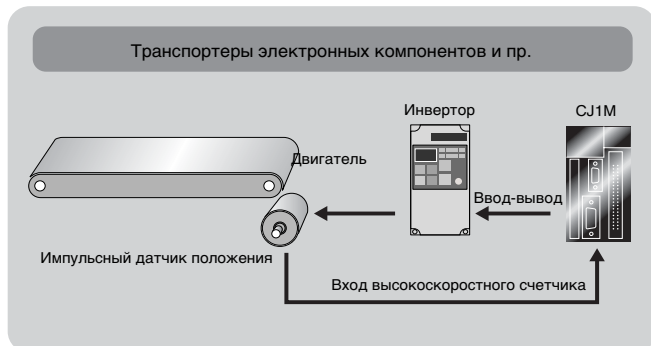 Транспортеры электронных компонентов и пр.
Инвертор
CJ1M
Двигатель
Ввод-вывод
Импульсный датчик положения
Вход высокоскоростного счетчика